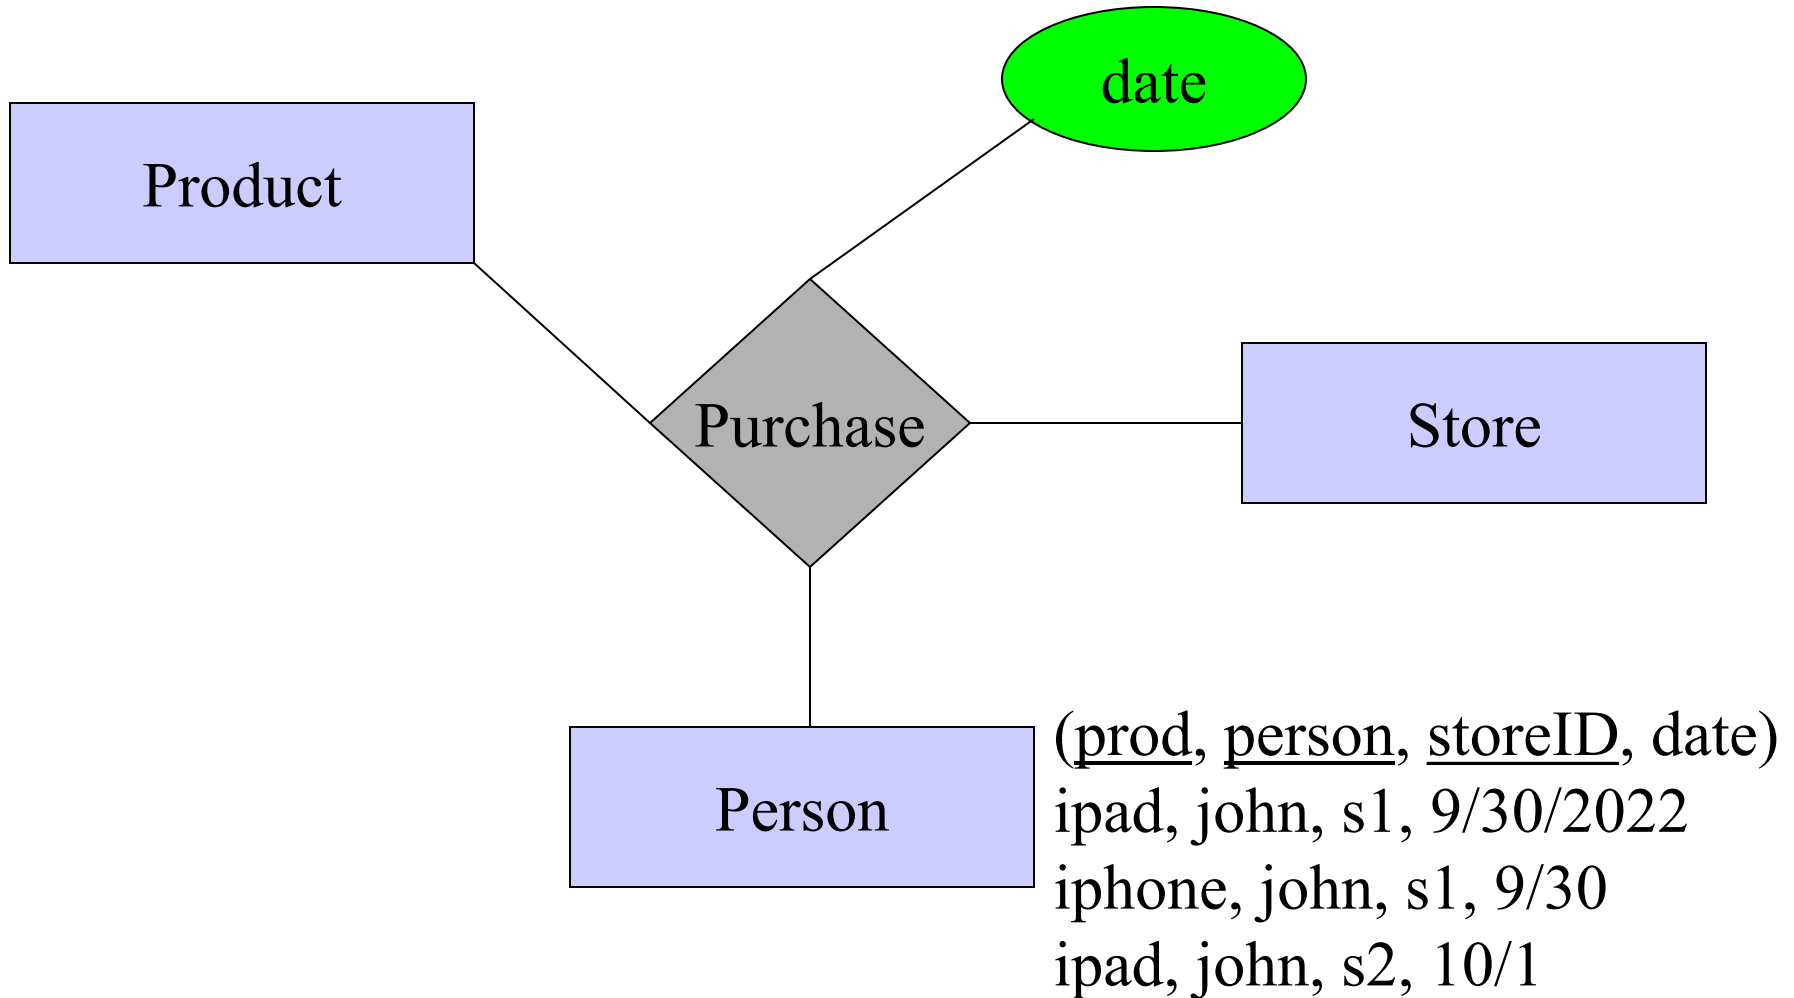 date
Product
Purchase
Store
Person
(prod, person, storeID, date)
ipad, john, s1, 9/30/2022
iphone, john, s1, 9/30
ipad, john, s2, 10/1